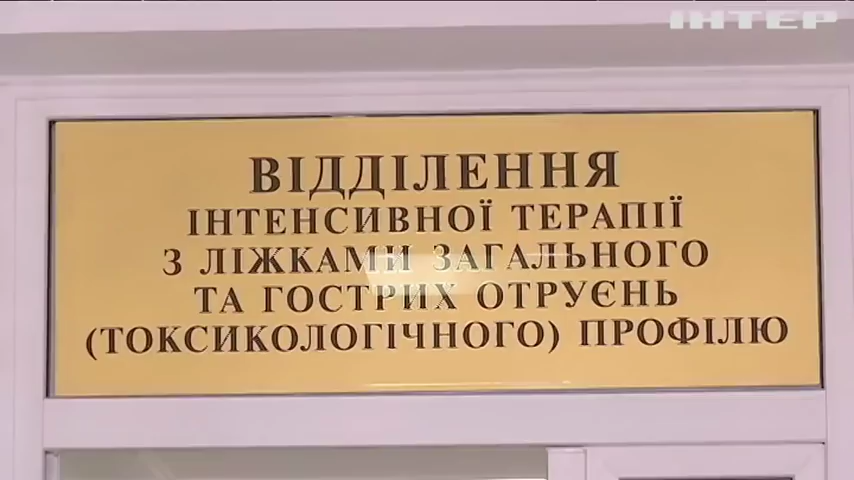 ІНТЕР
ВІДДІЛЕННЯ
ІНТЕНСИВНОЇ ТЕРАПІЇ
З ЛІЖКАМИ ЗАГАЛЬНОГО
ТА ГОСТРИХ ОТРУЄНЬ
(ТОКСИКОЛОГІЧНОГО) ПРОФІЛЮ